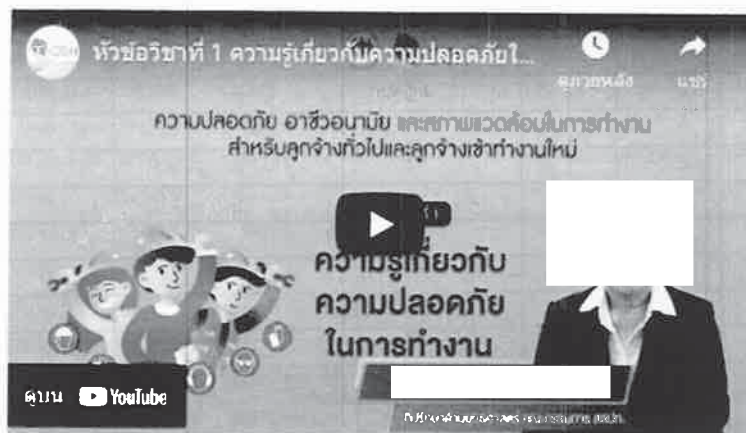 หัวข้อวิชาที่ 1 ความรู้เกี่ยวกับความปลอดภัยใ...
ดูภายหลัง
แชร์
ความปลอดภัย อาชีวอนามัย และสภาพแวดล้อมในการทำงาน
สำหรับลูกจ้างทั่วไปและลูกจ้างเข้าทำงานใหม่
ความรู้เกี่ยวกับ
ความปลอดภัย
ในการทำงาน
ดูบน YouTube